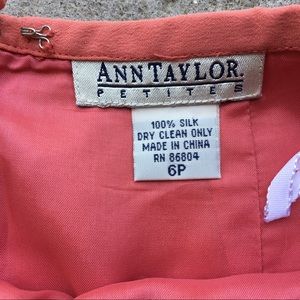 ANN TAYLOR.
PETITES
100% SILK
DRY CLEAN ONLY
MADE IN CHINA
RN 86804
6P